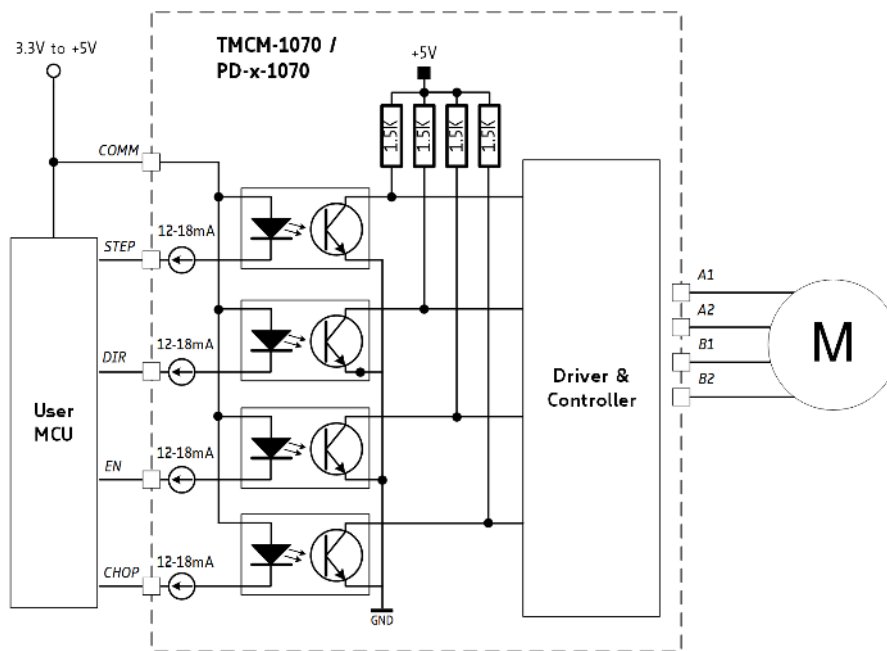 3.3V to +5V
TMCM-1070 /
PD-x-1070
+5V
1.5K
1.5K
1.5K
1.5K
COMM
STEP
12-18mA
DIR
12-18mA
EN
12-18mA
CHOP
12-18mA
User
MCU
Driver &
Controller
A1
A2
B1
B2
M
GND